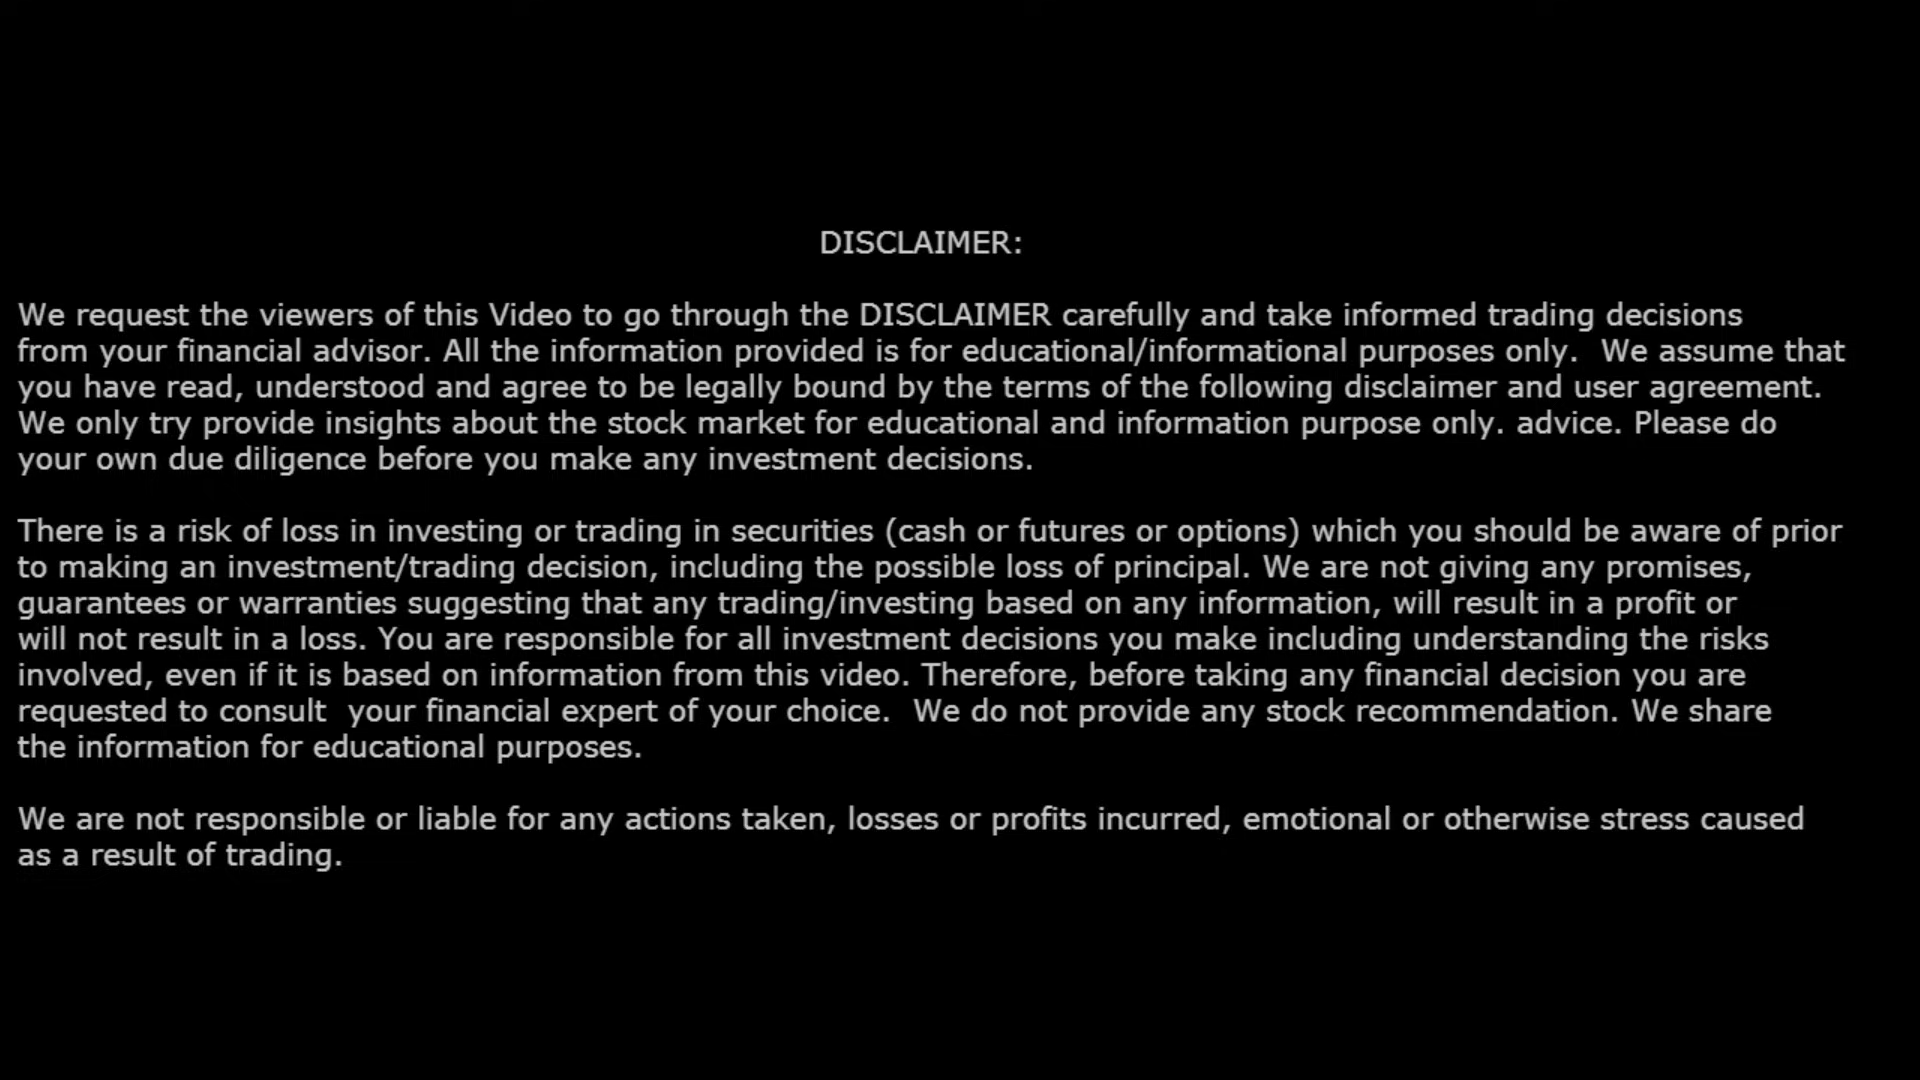 DISCLAIMER:
We request the viewers of this Video to go through the DISCLAIMER carefully and take informed trading decisions
from your financial advisor. All the information provided is for educational/informational purposes only.  We assume that
you have read, understood and agree to be legally bound by the terms of the following disclaimer and user agreement.
We only try provide insights about the stock market for educational and information purpose only. advice. Please do
your own due diligence before you make any investment decisions.
There is a risk of loss in investing or trading in securities (cash or futures or options) which you should be aware of prior
to making an investment/trading decision, including the possible loss of principal. We are not giving any promises,
guarantees or warranties suggesting that any trading/investing based on any information, will result in a profit or
will not result in a loss. You are responsible for all investment decisions you make including understanding the risks
involved, even if it is based on information from this video. Therefore, before taking any financial decision you are
requested to consult  your financial expert of your choice.  We do not provide any stock recommendation. We share
the information for educational purposes.
We are not responsible or liable for any actions taken, losses or profits incurred, emotional or otherwise stress caused
as a result of trading.